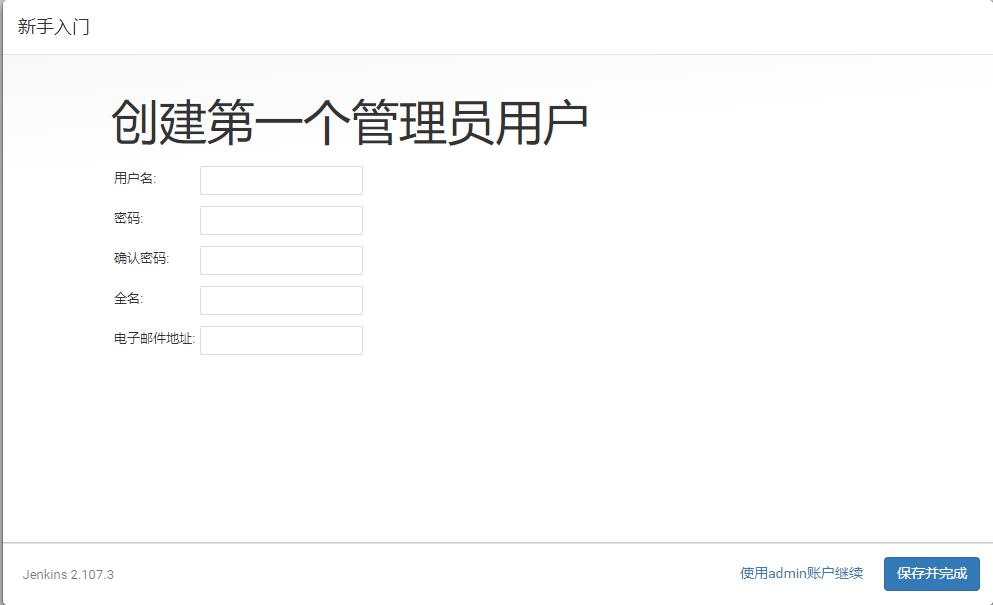 新手入门
创建第一个管理员用户
用户名:
密码:
确认密码:
全名:
电子邮件地址:
Jenkins 2.107.3
使用admin账户继续
保存并完成